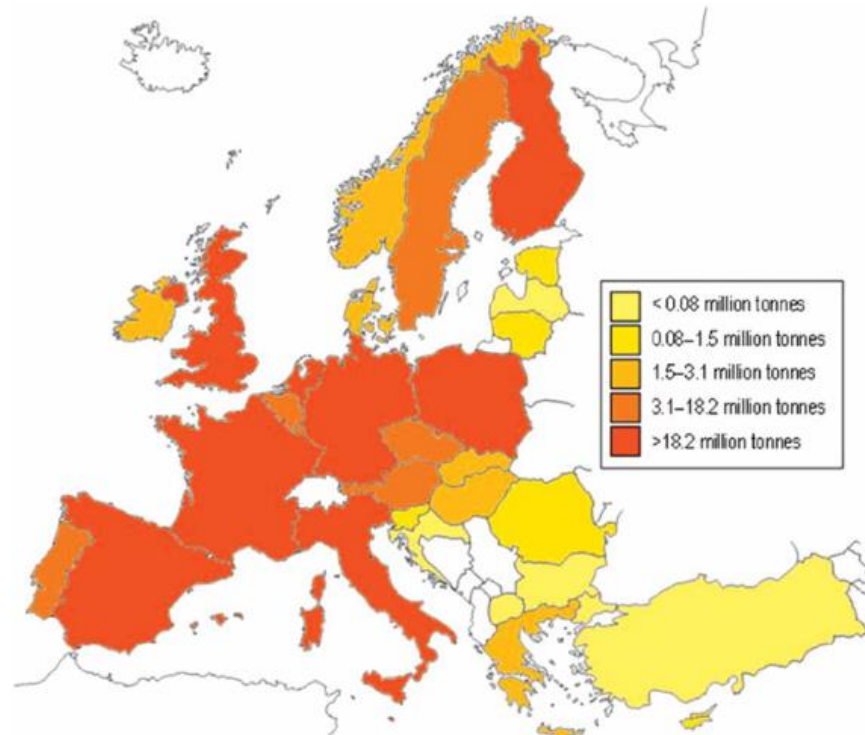 < 0.08 million tonnes
0.08–1.5 million tonnes
1.5–3.1 million tonnes
3.1–18.2 million tonnes
>18.2 million tonnes